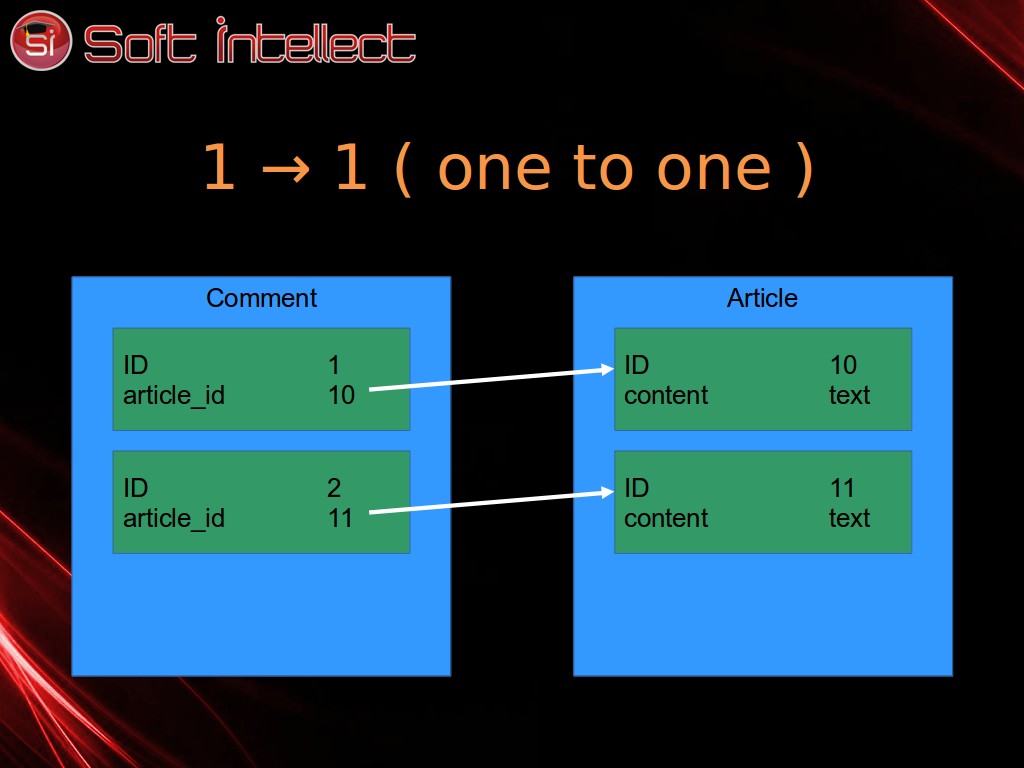 si Soft intellect
1 → 1 ( one to one )
Comment
ID 1
article_id 10
ID 2
article_id 11
Article
ID 10
content text
ID 11
content text